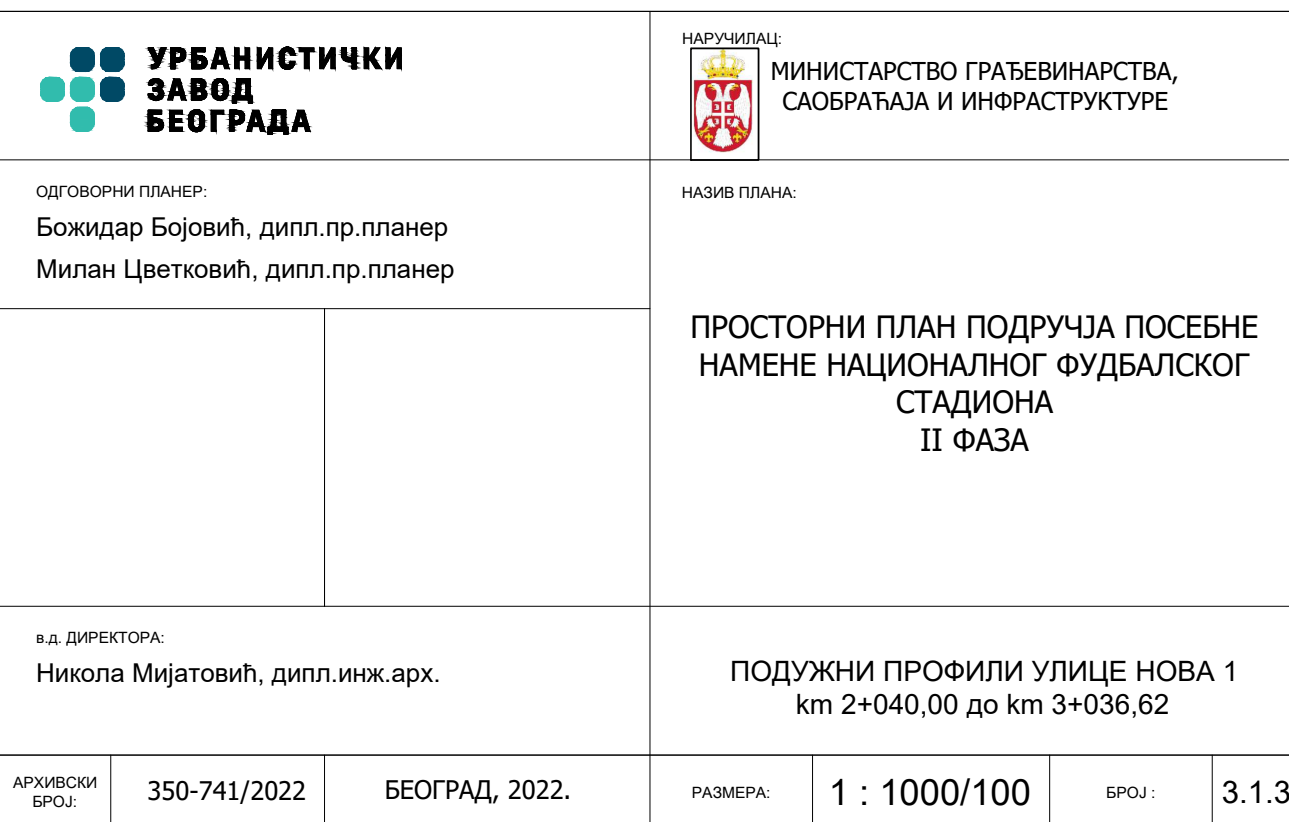 УРБАНИСТИЧКИ
ЗАВОД
БЕОГРАДА
НАРУЧИЛАЦ:
МИНИСТАРСТВО ГРАЂЕВИНАРСТВА,
САОБРАЋАЈА И ИНФРАСТРУКТУРЕ
ОДГОВОРНИ ПЛАНЕР:
Божидар Бојовић, дипл.пр.планер
Милан Цветковић, дипл.пр.планер
НАЗИВ ПЛАНА:
ПРОСТОРНИ ПЛАН ПОДРУЧЈА ПОСЕБНЕ
НАМЕНЕ НАЦИОНАЛНОГ ФУДБАЛСКОГ
СТАДИОНА
II ФАЗА
в.д. ДИРЕКТОРА:
Никола Мијатовић, дипл.инж.арх.
ПОДУЖНИ ПРОФИЛИ УЛИЦЕ НОВА 1
km 2+040,00 до km 3+036,62
АРХИВСКИ
БРОЈ:
350-741/2022
БЕОГРАД, 2022.
РАЗМЕРА:
1 : 1000/100
БРОЈ :
3.1.3